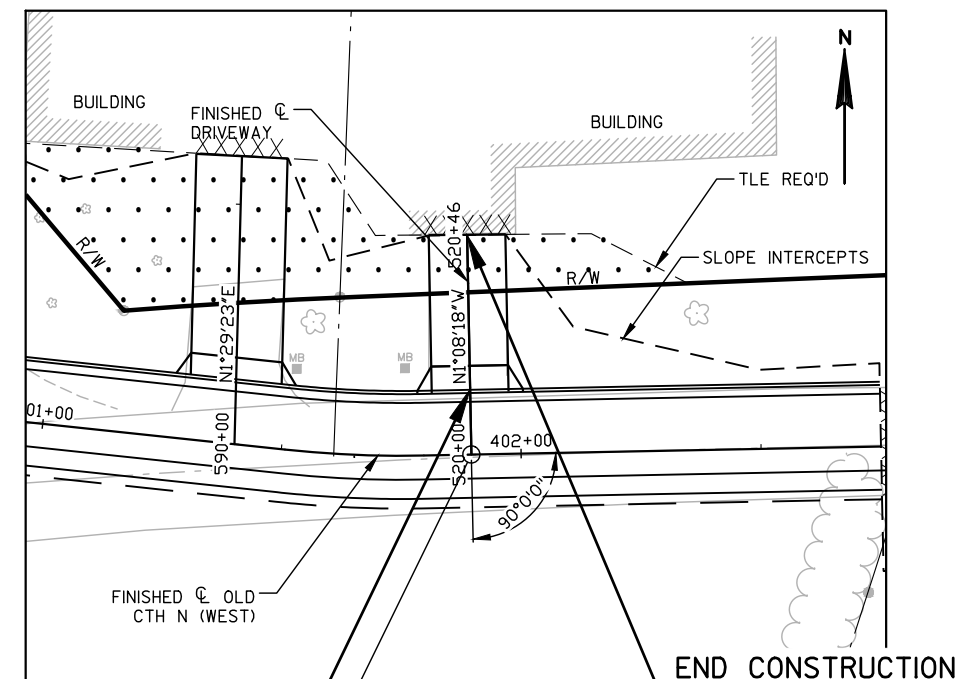 N
BUILDING
FINISHED ℄
DRIVEWAY
BUILDING
TLE REQ'D
520+46
SLOPE INTERCEPTS
R/W
R/W
N1°29'23"E
N1°08'18"W
MB
MB
01+00
590+00
520+00
402+00
90°0'0"
FINISHED ℄ OLD
CTH N (WEST)
END CONSTRUCTION